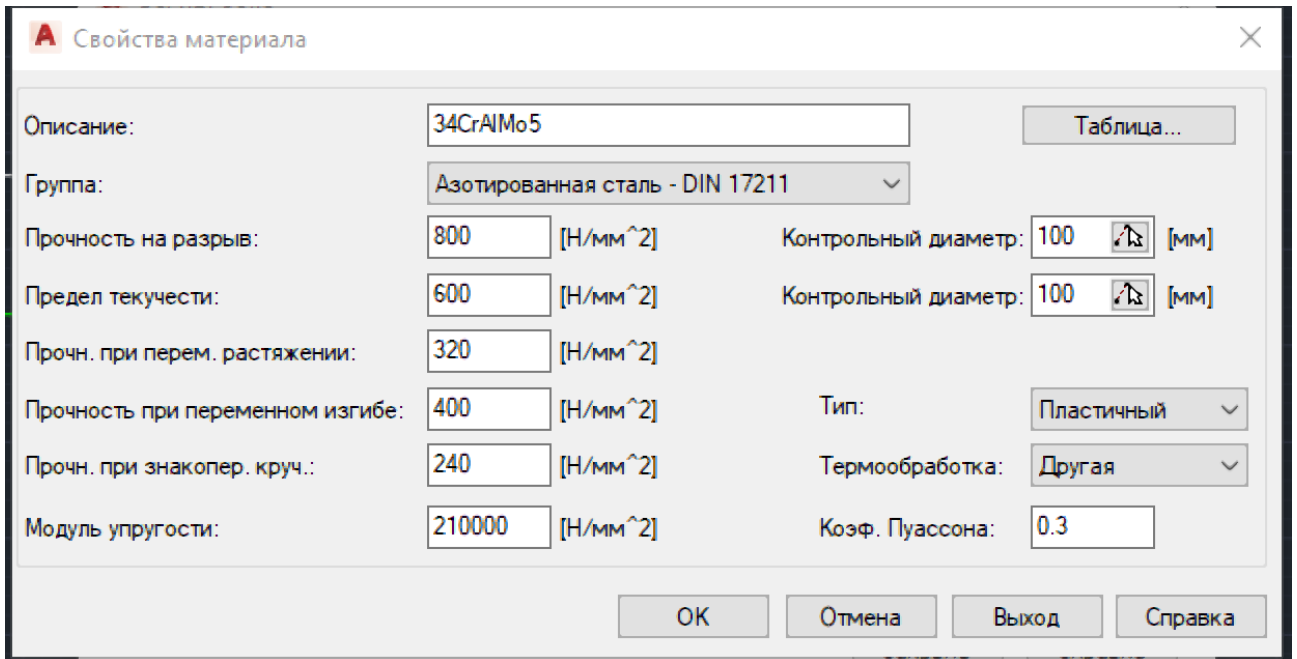 Свойства материала
Описание: 34CrAlMo5 Таблица...
Группа: Азотированная сталь - DIN 17211
Прочность на разрыв: 800 [Н/мм^2] Контрольный диаметр: 100 [мм]
Предел текучести: 600 [Н/мм^2] Контрольный диаметр: 100 [мм]
Прочн. при перем. растяжении: 320 [Н/мм^2]
Прочность при переменном изгибе: 400 [Н/мм^2] Тип: Пластичный
Прочн. при знакопер. круч.: 240 [Н/мм^2] Термообработка: Другая
Модуль упругости: 210000 [Н/мм^2] Коэф. Пуассона: 0.3
OK Отмена Выход Справка